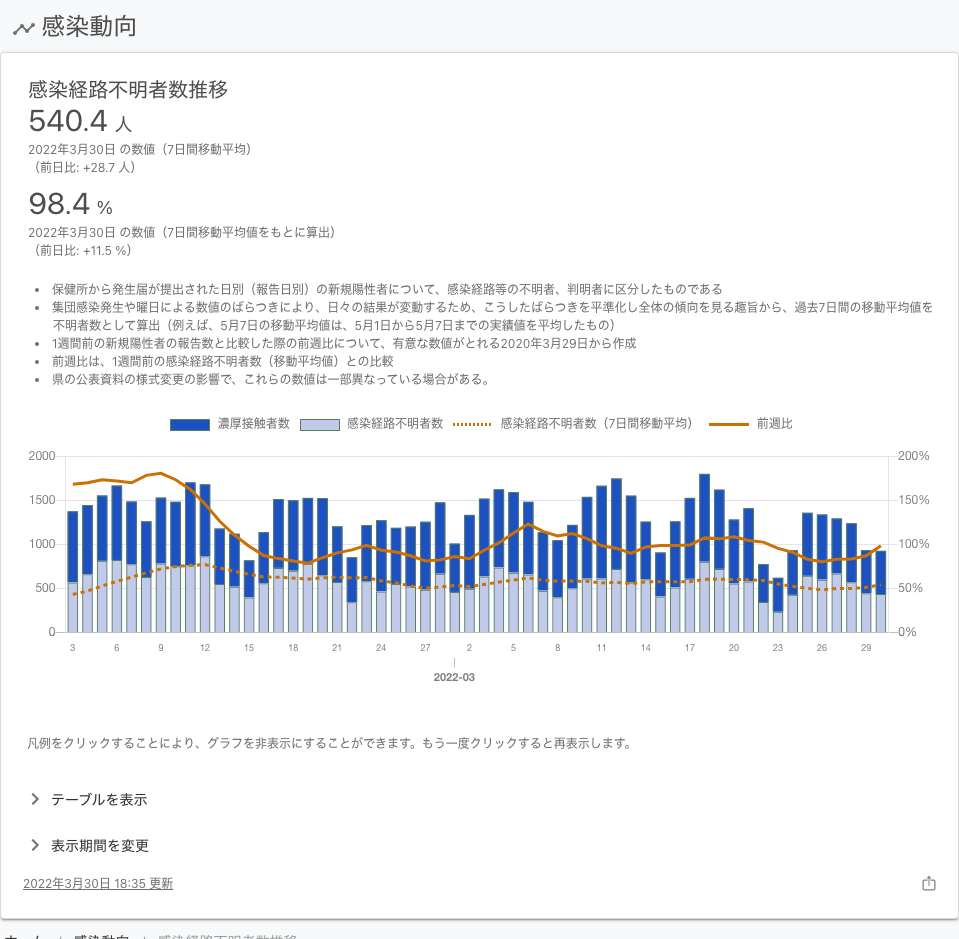 感染動向
感染経路不明者数推移
540.4 人
2022年3月30日 の数値（7日間移動平均）
（前日比: +28.7 人）
98.4 %
2022年3月30日 の数値（7日間移動平均値をもとに算出）
（前日比: +11.5 %）
• 保健所から発生届が提出された日別（報告日別）の新規陽性者について、感染経路等の不明者、判明者に区分したものである
• 集団感染発生や曜日による数値のばらつきにより、日々の結果が変動するため、こうしたばらつきを平準化し全体の傾向を見る趣旨から、過去7日間の移動平均値を
不明者数として算出（例えば、5月7日の移動平均値は、5月1日から5月7日までの実績値を平均したもの）
• 1週間前の新規陽性者の報告数と比較した際の前週比について、有意な数値がとれる2020年3月29日から作成
• 前週比は、1週間前の感染経路不明者数（移動平均値）との比較
• 県の公表資料の様式変更の影響で、これらの数値は一部異なっている場合がある。
濃厚接触者数 感染経路不明者数 感染経路不明者数（7日間移動平均） 前週比
2000 200%
1500 150%
1000 100%
500 50%
0 0%
3 6 9 12 15 18 21 24 27 2 5 8 11 14 17 20 23 26 29
2022-03
凡例をクリックすることにより、グラフを非表示にすることができます。もう一度クリックすると再表示します。
テーブルを表示
表示期間を変更
2022年3月30日 18:35 更新
ホーム / 感染動向 / 感染経路不明者数推移